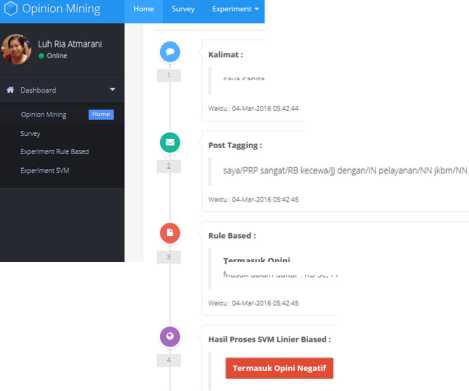 Opinion Mining
Home Survey Experiment
Luh Ria Atmarani
Online
Dashboard
Opinion Mining Home
Survey
Experiment Rule Based
Experiment SVM
1
Kalimat :
Waktu : 04-Mar-2016 05:42:44
2
Post Tagging :
saya/PRP sangat/RB kecewa/JJ dengan/IN pelayanan/NN jkbm/NN
Waktu : 04-Mar-2016 05:42:45
3
Rule Based :
Termasuk Opini
Waktu : 04-Mar-2016 05:42:45
4
Hasil Proses SVM Linier Biased :
Termasuk Opini Negatif